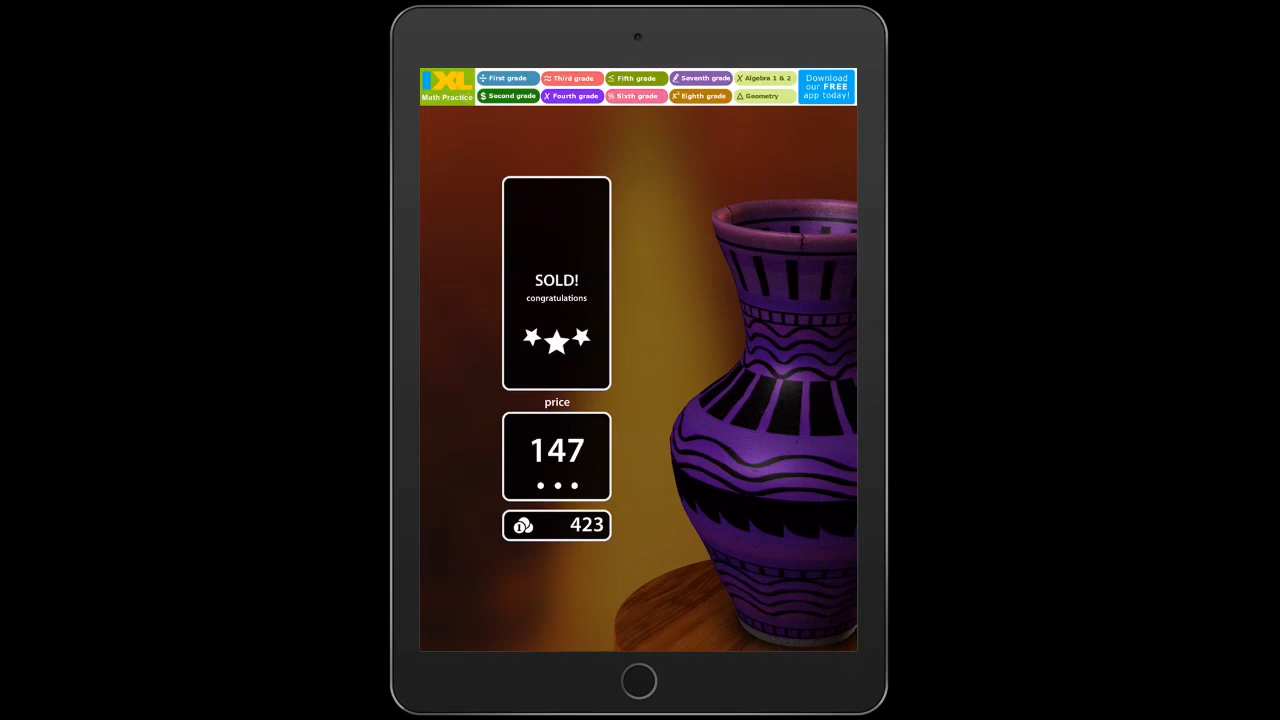 IXL
Math Practice
First grade
Third grade
Fifth grade
Seventh grade
Algebra 1 & 2
Second grade
Fourth grade
Sixth grade
Eighth grade
Geometry
Download
our FREE
app today!
SOLD!
congratulations
price
147
423